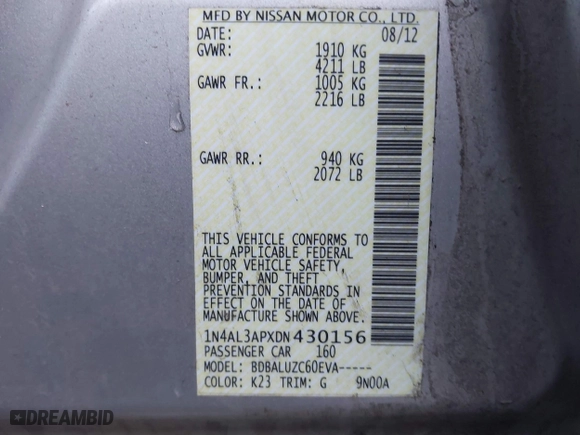 MFD BY NISSAN MOTOR CO., LTD.
DATE: 08/12
GVWR: 1910 KG
4211 LB
GAWR FR.: 1005 KG
2216 LB
GAWR RR.: 940 KG
2072 LB
THIS VEHICLE CONFORMS TO
ALL APPLICABLE FEDERAL
MOTOR VEHICLE SAFETY,
BUMPER, AND THEFT
PREVENTION STANDARDS IN
EFFECT ON THE DATE OF
MANUFACTURE SHOWN ABOVE.
1N4AL3APXDN430156
PASSENGER CAR 160
MODEL: BDBALUZC60EVA-----
COLOR: K23 TRIM: G 9N00A
DREAMBID